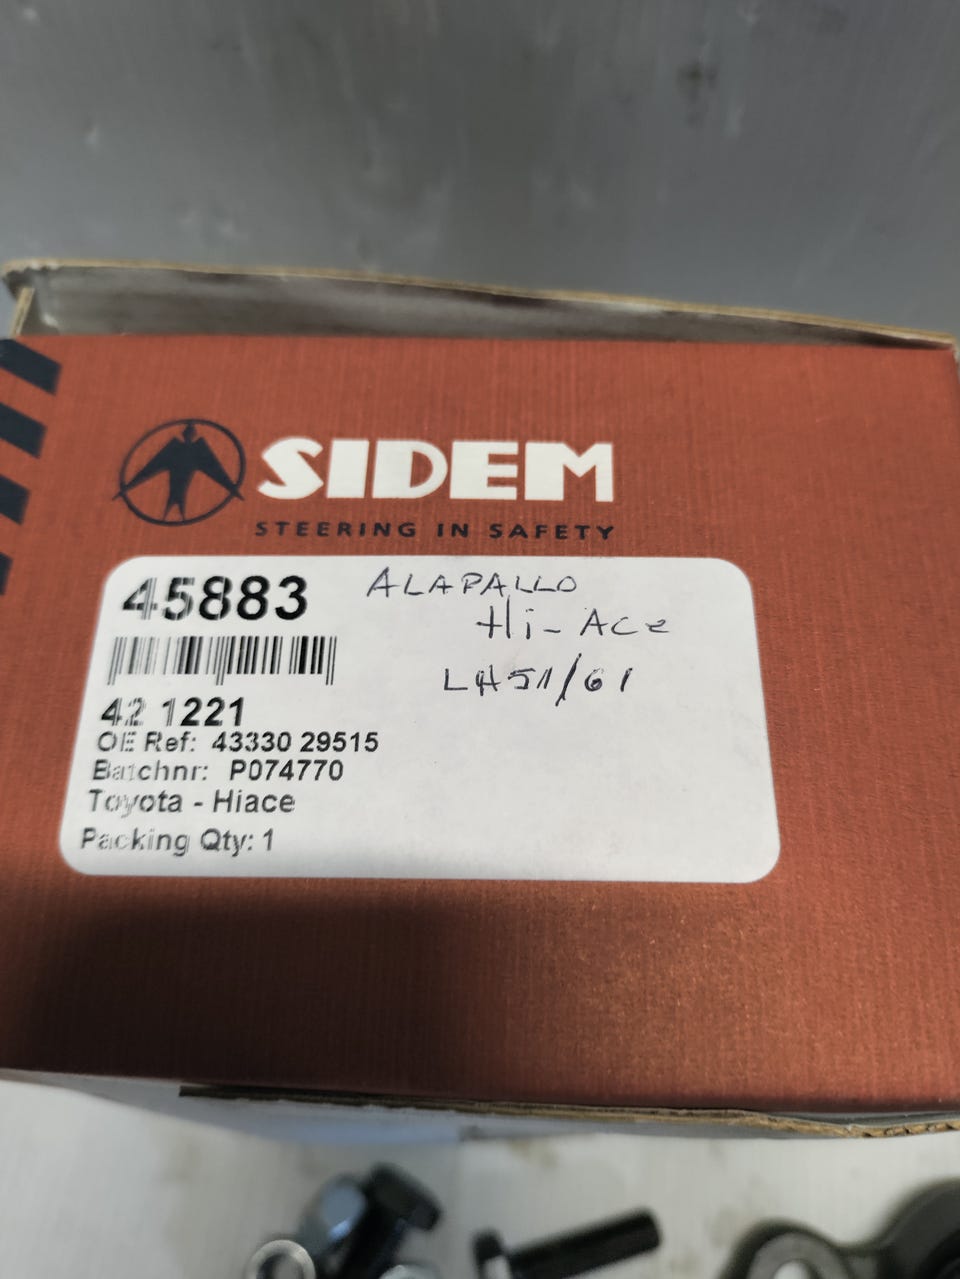 SIDEM
STEERING IN SAFETY
45883
ALAPALLO
Hi-Ace
LH51/61
42 1221
OE Ref: 43330 29515
Batchnr: P074770
Toyota - Hiace
Packing Qty: 1